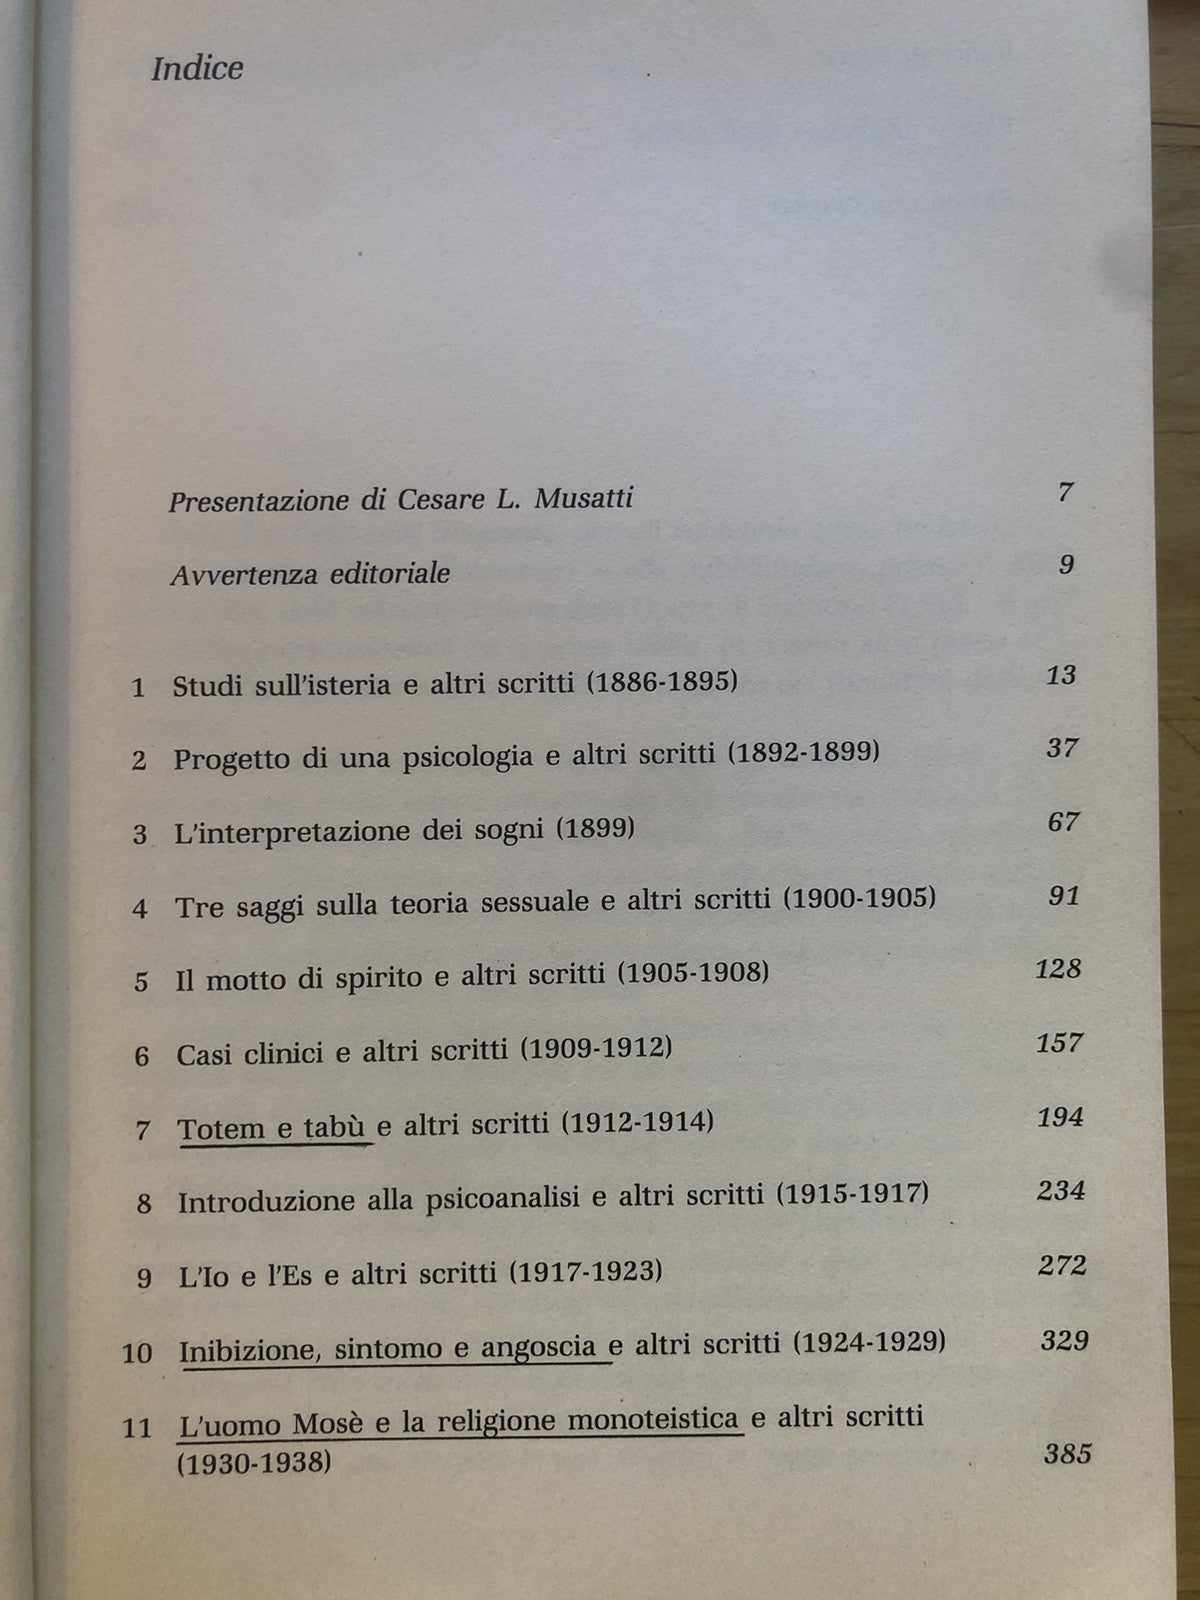 Indice
Presentazione di Cesare L. Musatti 7
Avvertenza editoriale 9
1 Studi sull'isteria e altri scritti (1886-1895) 13
2 Progetto di una psicologia e altri scritti (1892-1899) 37
3 L'interpretazione dei sogni (1899) 67
4 Tre saggi sulla teoria sessuale e altri scritti (1900-1905) 91
5 Il motto di spirito e altri scritti (1905-1908) 128
6 Casi clinici e altri scritti (1909-1912) 157
7 Totem e tabù e altri scritti (1912-1914) 194
8 Introduzione alla psicoanalisi e altri scritti (1915-1917) 234
9 L'Io e l'Es e altri scritti (1917-1923) 272
10 Inibizione, sintomo e angoscia e altri scritti (1924-1929) 329
11 L'uomo Mosè e la religione monoteistica e altri scritti
(1930-1938) 385